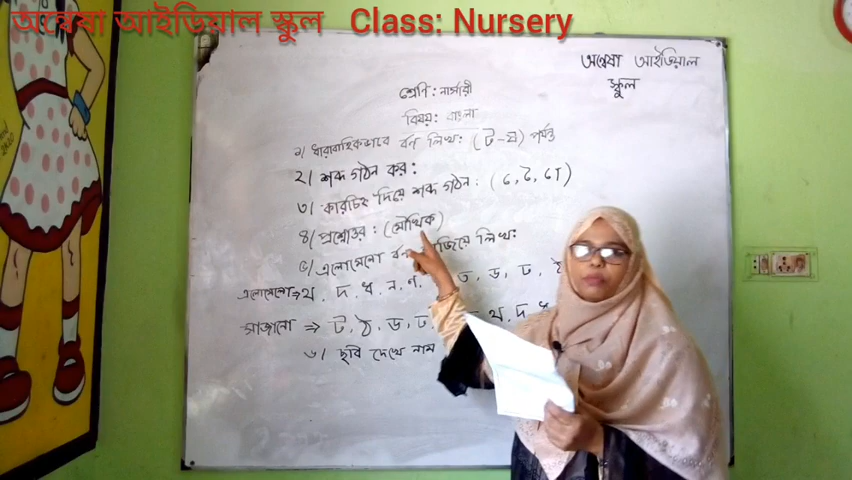 অন্বেষা আইডিয়াল স্কুল Class: Nursery
অন্বেষা আইডিয়াল
স্কুল
শ্রেণি : নার্সারী
বিষয়: বাংলা
১। ধারাবাহিকভাবে বর্ন লিখ: (ট-ম) পর্যন্ত
২। শব্দ গঠন কর:
৩। কারচিহ্ন দিয়ে শব্দ গঠন : (ে, ৈ, ো)
৪। প্রশ্নোত্তর : (মৌখিক)
৫। এলোমেলো বর্ন সাজিয়ে লিখ:
এলোমেলো ⇒ থ, দ, ধ, ন, ণ, ত, ড, ঢ, ঠ
সাজানো ⇒ ট, ঠ, ড, ঢ, থ, দ, ধ
৬। ছবি দেখে নাম